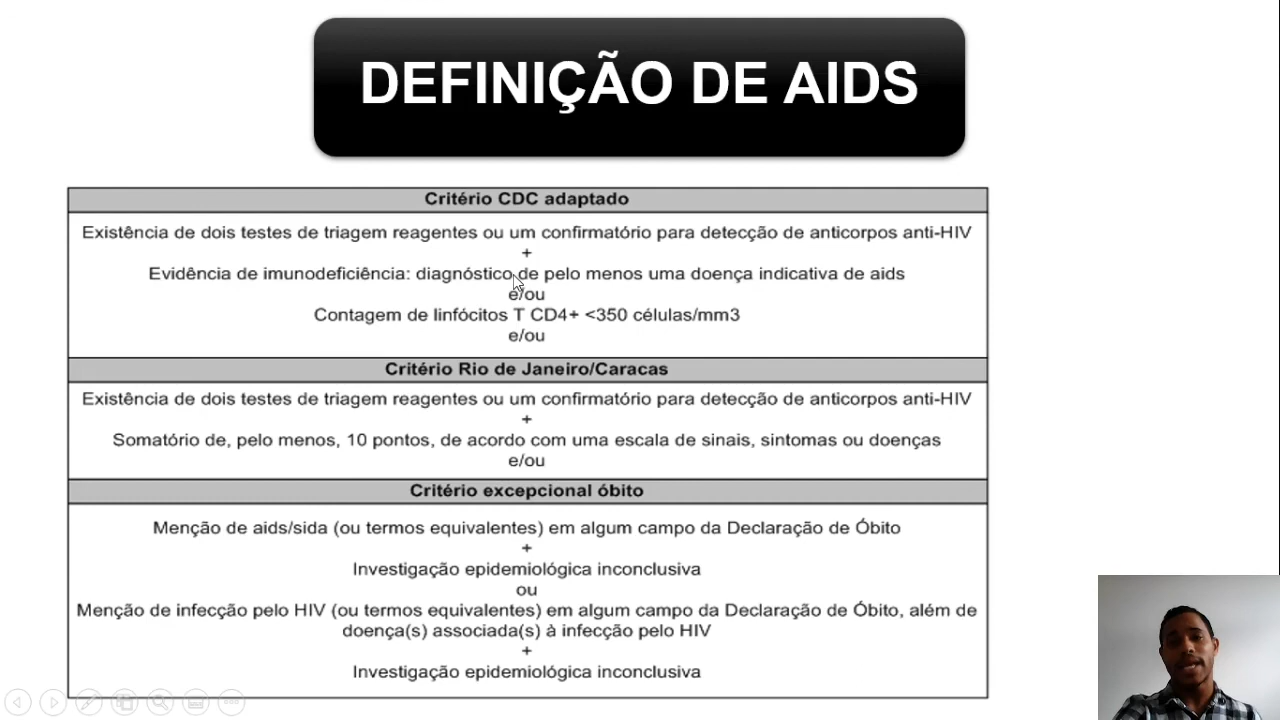 DEFINIÇÃO DE AIDS
Critério CDC adaptado
Existência de dois testes de triagem reagentes ou um confirmatório para detecção de anticorpos anti-HIV
+
Evidência de imunodeficiência: diagnóstico de pelo menos uma doença indicativa de aids
e/ou
Contagem de linfócitos T CD4+ <350 células/mm3
e/ou
Critério Rio de Janeiro/Caracas
Existência de dois testes de triagem reagentes ou um confirmatório para detecção de anticorpos anti-HIV
+
Somatório de, pelo menos, 10 pontos, de acordo com uma escala de sinais, sintomas ou doenças
e/ou
Critério excepcional óbito
Menção de aids/sida (ou termos equivalentes) em algum campo da Declaração de Óbito
+
Investigação epidemiológica inconclusiva
ou
Menção de infecção pelo HIV (ou termos equivalentes) em algum campo da Declaração de Óbito, além de
doença(s) associada(s) à infecção pelo HIV
+
Investigação epidemiológica inconclusiva